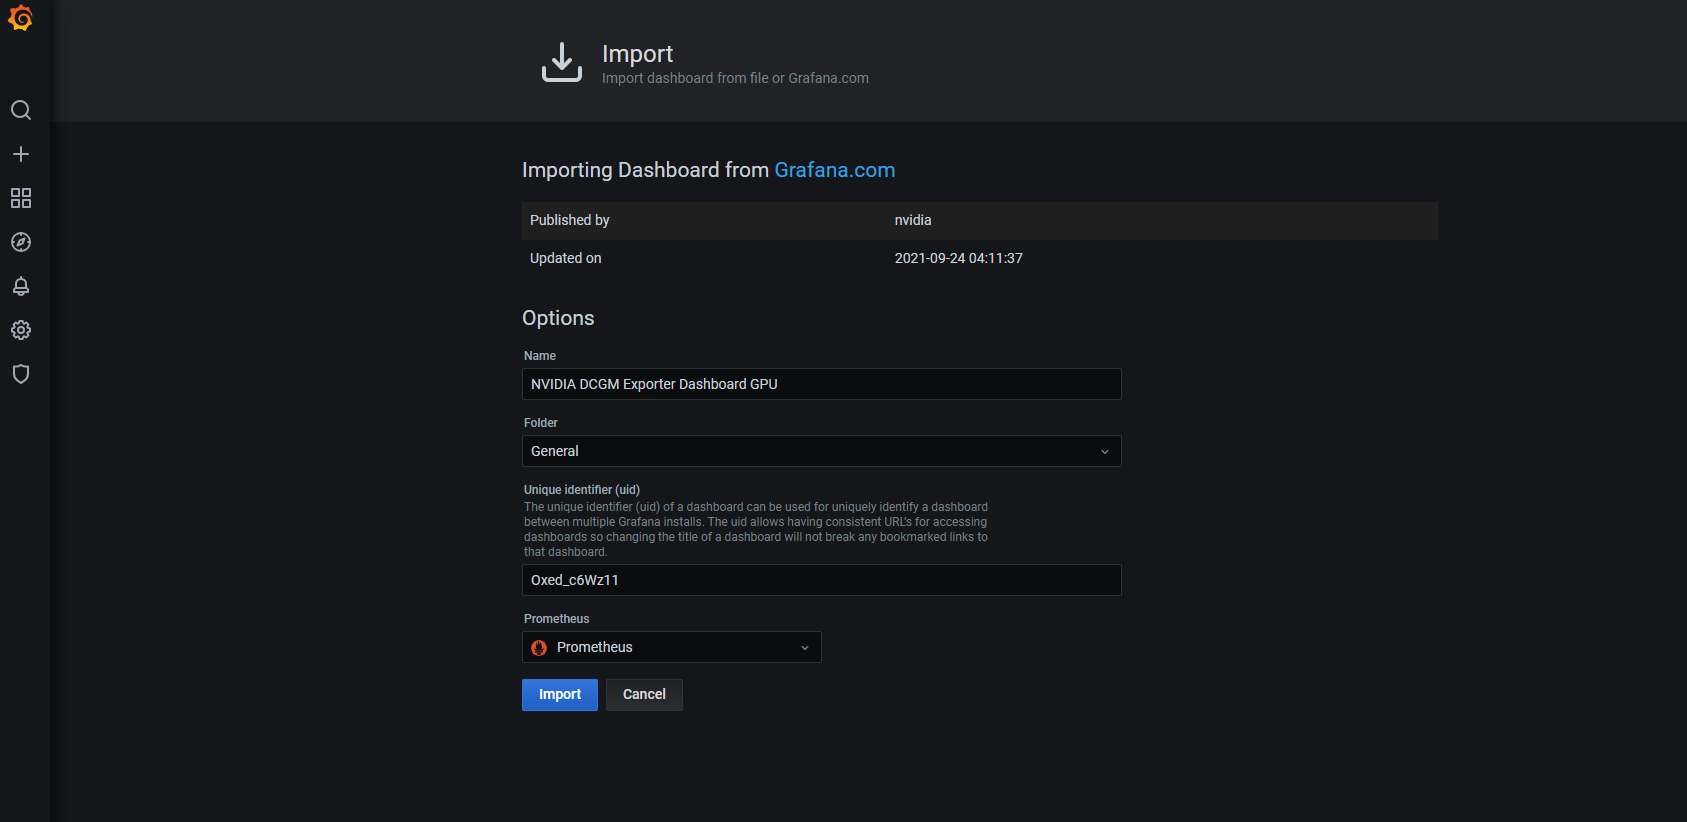 Import
Import dashboard from file or Grafana.com
Importing Dashboard from Grafana.com
Published by nvidia
Updated on 2021-09-24 04:11:37
Options
Name
NVIDIA DCGM Exporter Dashboard GPU
Folder
General
Unique identifier (uid)
The unique identifier (uid) of a dashboard can be used for uniquely identify a dashboard
between multiple Grafana installs. The uid allows having consistent URL's for accessing
dashboards so changing the title of a dashboard will not break any bookmarked links to
that dashboard.
Oxed_c6Wz11
Prometheus
Prometheus
Import Cancel